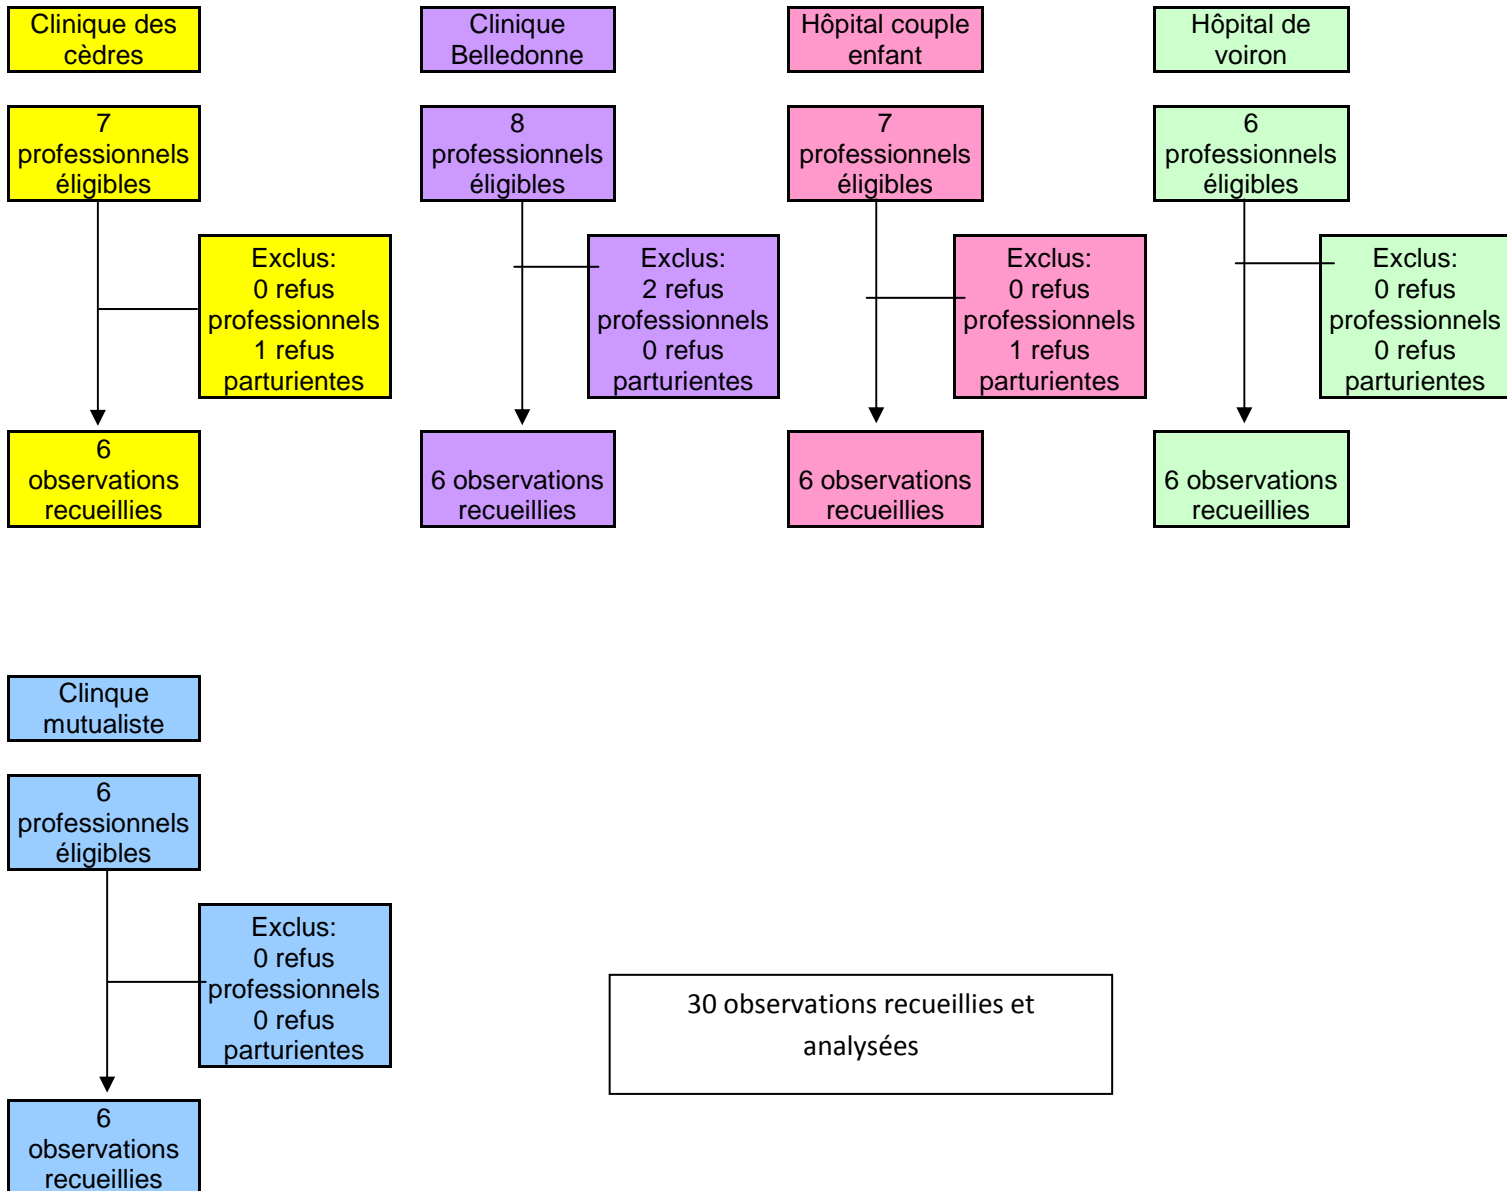 Clinique des
cèdres
Clinique
Belledonne
Hôpital couple
enfant
Hôpital de
voiron
7
professionnels
éligibles
8
professionnels
éligibles
7
professionnels
éligibles
6
professionnels
éligibles
Exclus:
0 refus
professionnels
1 refus
parturientes
Exclus:
2 refus
professionnels
0 refus
parturientes
Exclus:
0 refus
professionnels
1 refus
parturientes
Exclus:
0 refus
professionnels
0 refus
parturientes
6
observations
recueillies
6 observations
recueillies
6 observations
recueillies
6 observations
recueillies
Clinque
mutualiste
6
professionnels
éligibles
Exclus:
0 refus
professionnels
0 refus
parturientes
30 observations recueillies et
analysées
6
observations
recueillies